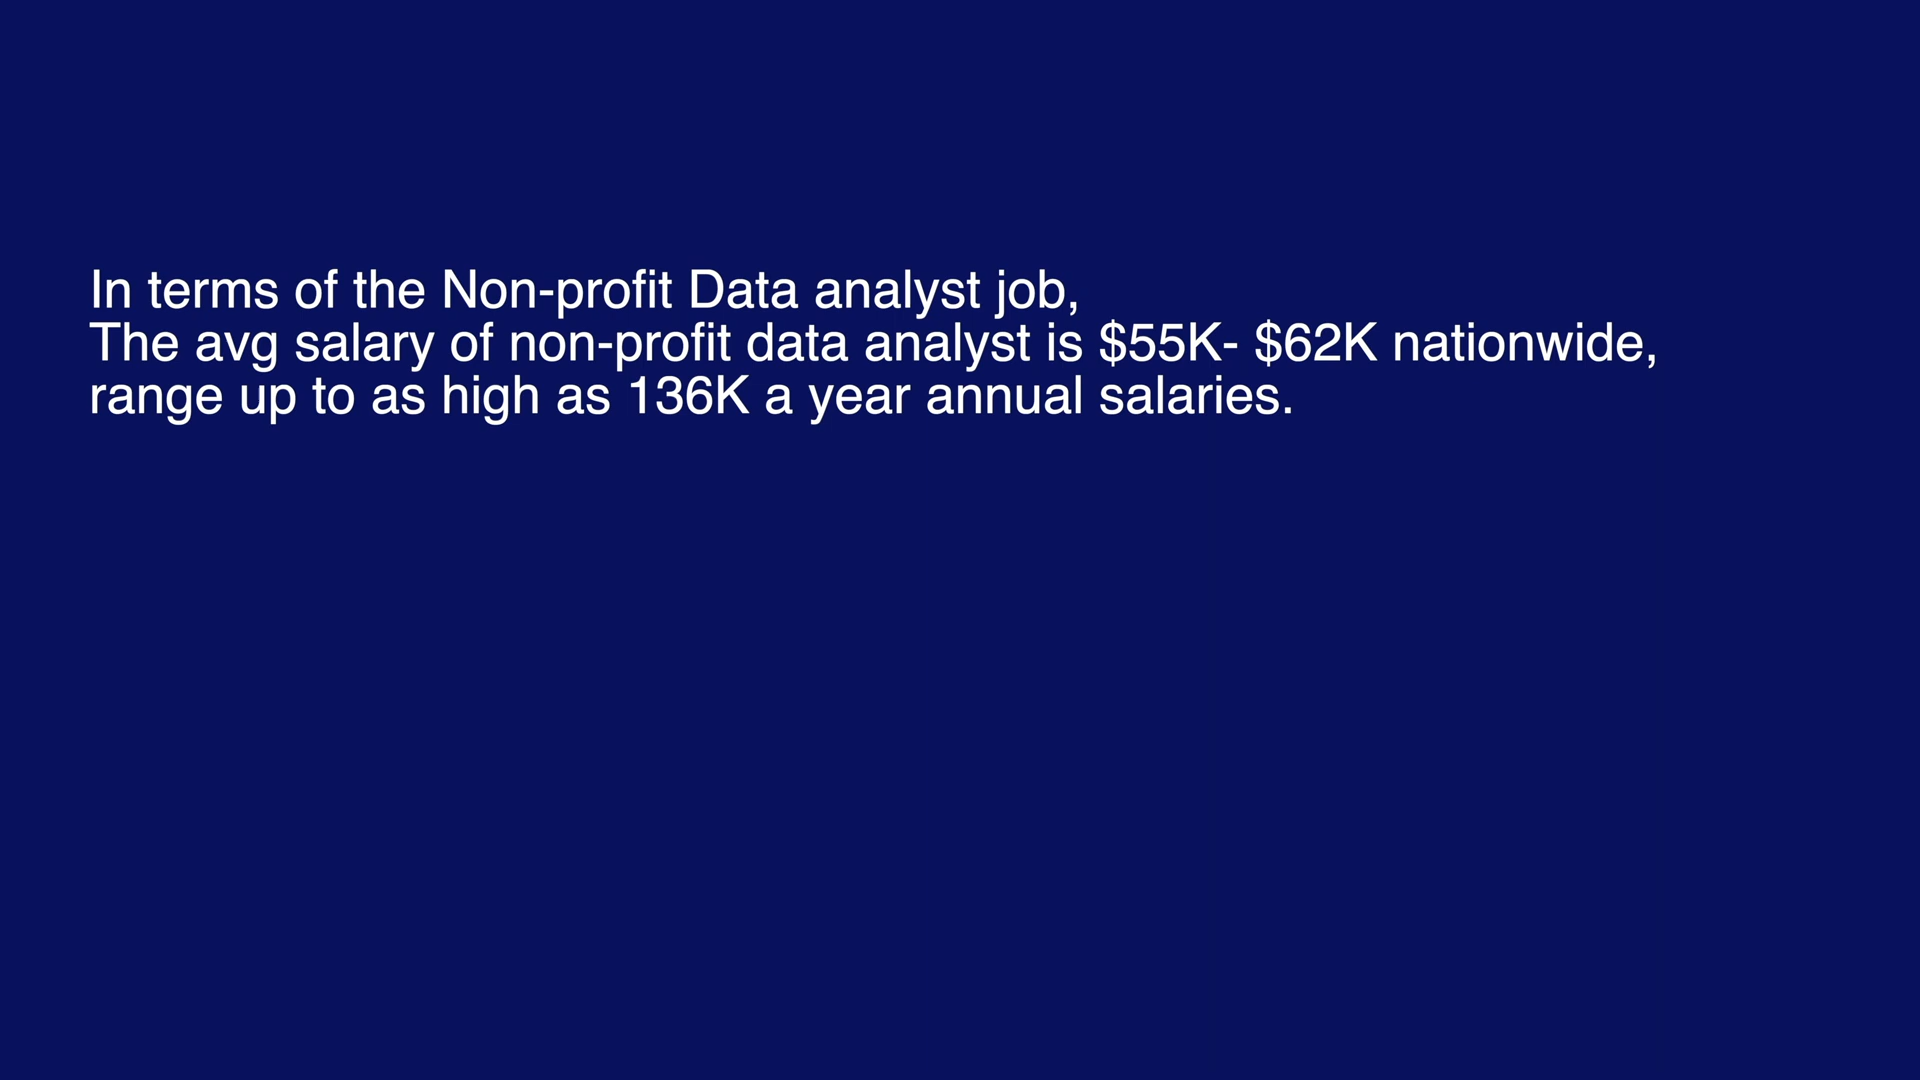 In terms of the Non-profit Data analyst job,
The avg salary of non-profit data analyst is $55K- $62K nationwide,
range up to as high as 136K a year annual salaries.